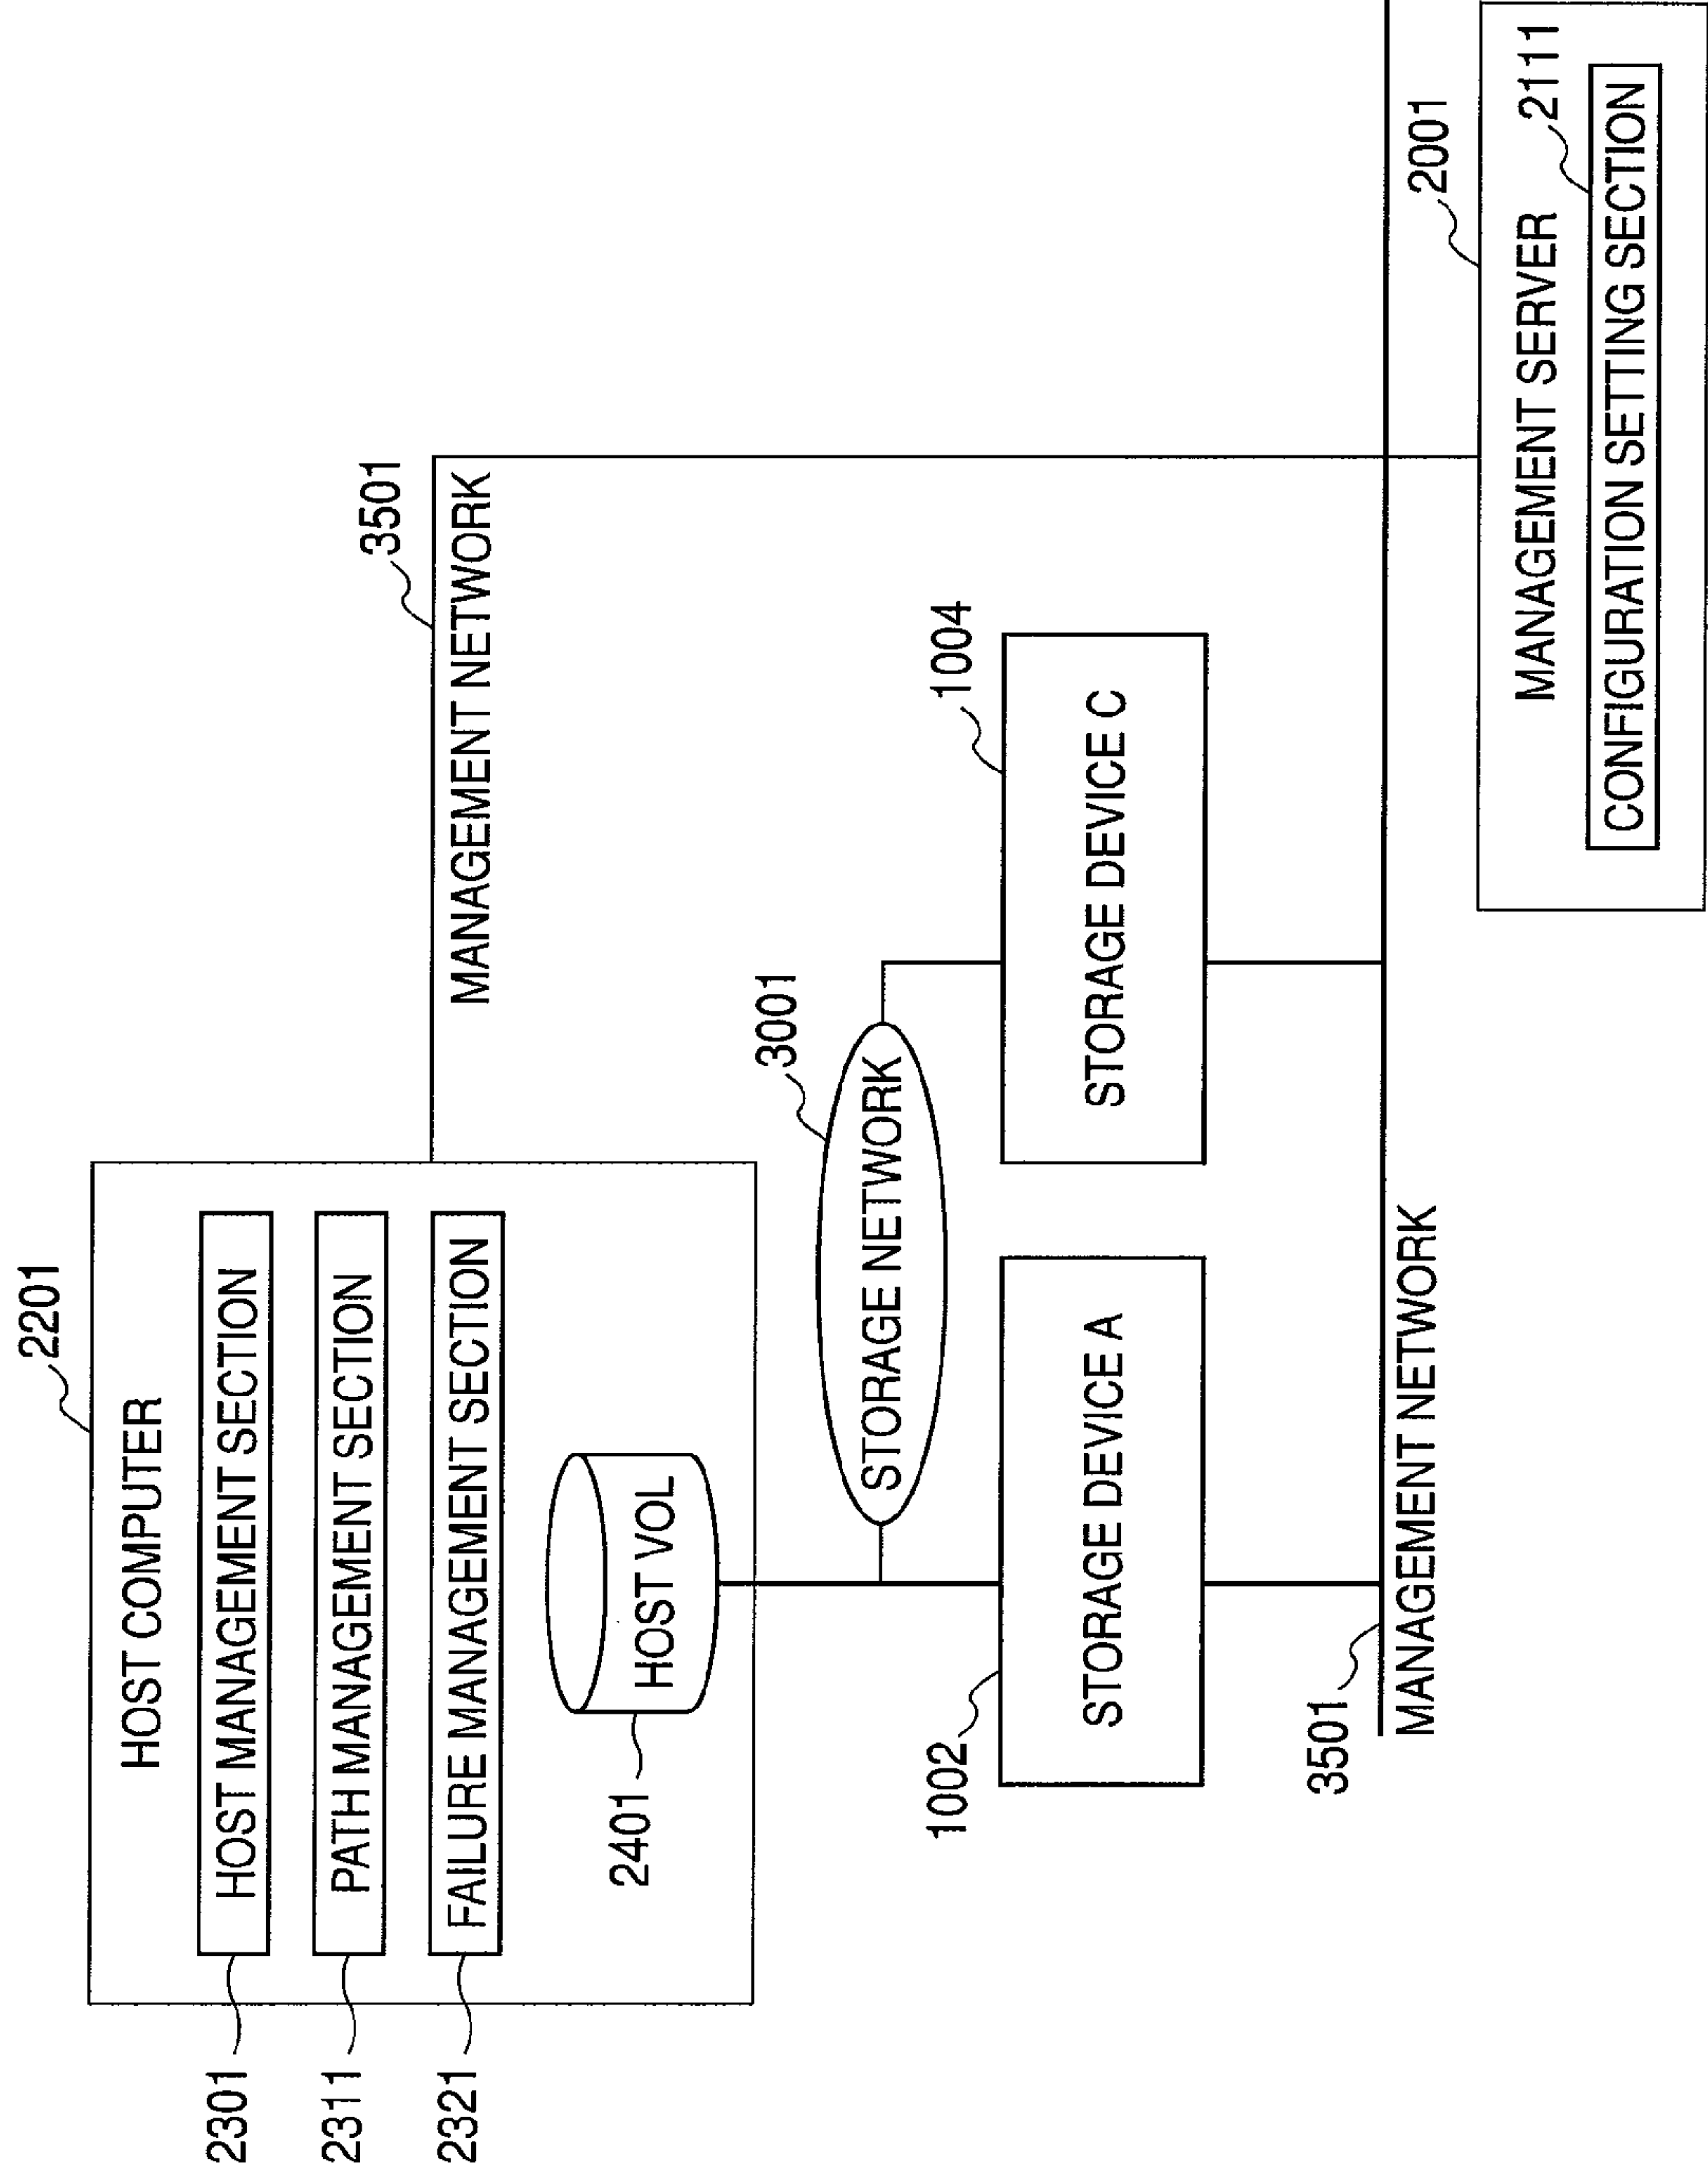 2201
HOST COMPUTER
2301
HOST MANAGEMENT SECTION
2311
PATH MANAGEMENT SECTION
2321
FAILURE MANAGEMENT SECTION
3501
MANAGEMENT NETWORK
2401
HOST VOL
3001
STORAGE NETWORK
1002
STORAGE DEVICE A
1004
STORAGE DEVICE C
3501
MANAGEMENT NETWORK
2001
MANAGEMENT SERVER
2111
CONFIGURATION SETTING SECTION